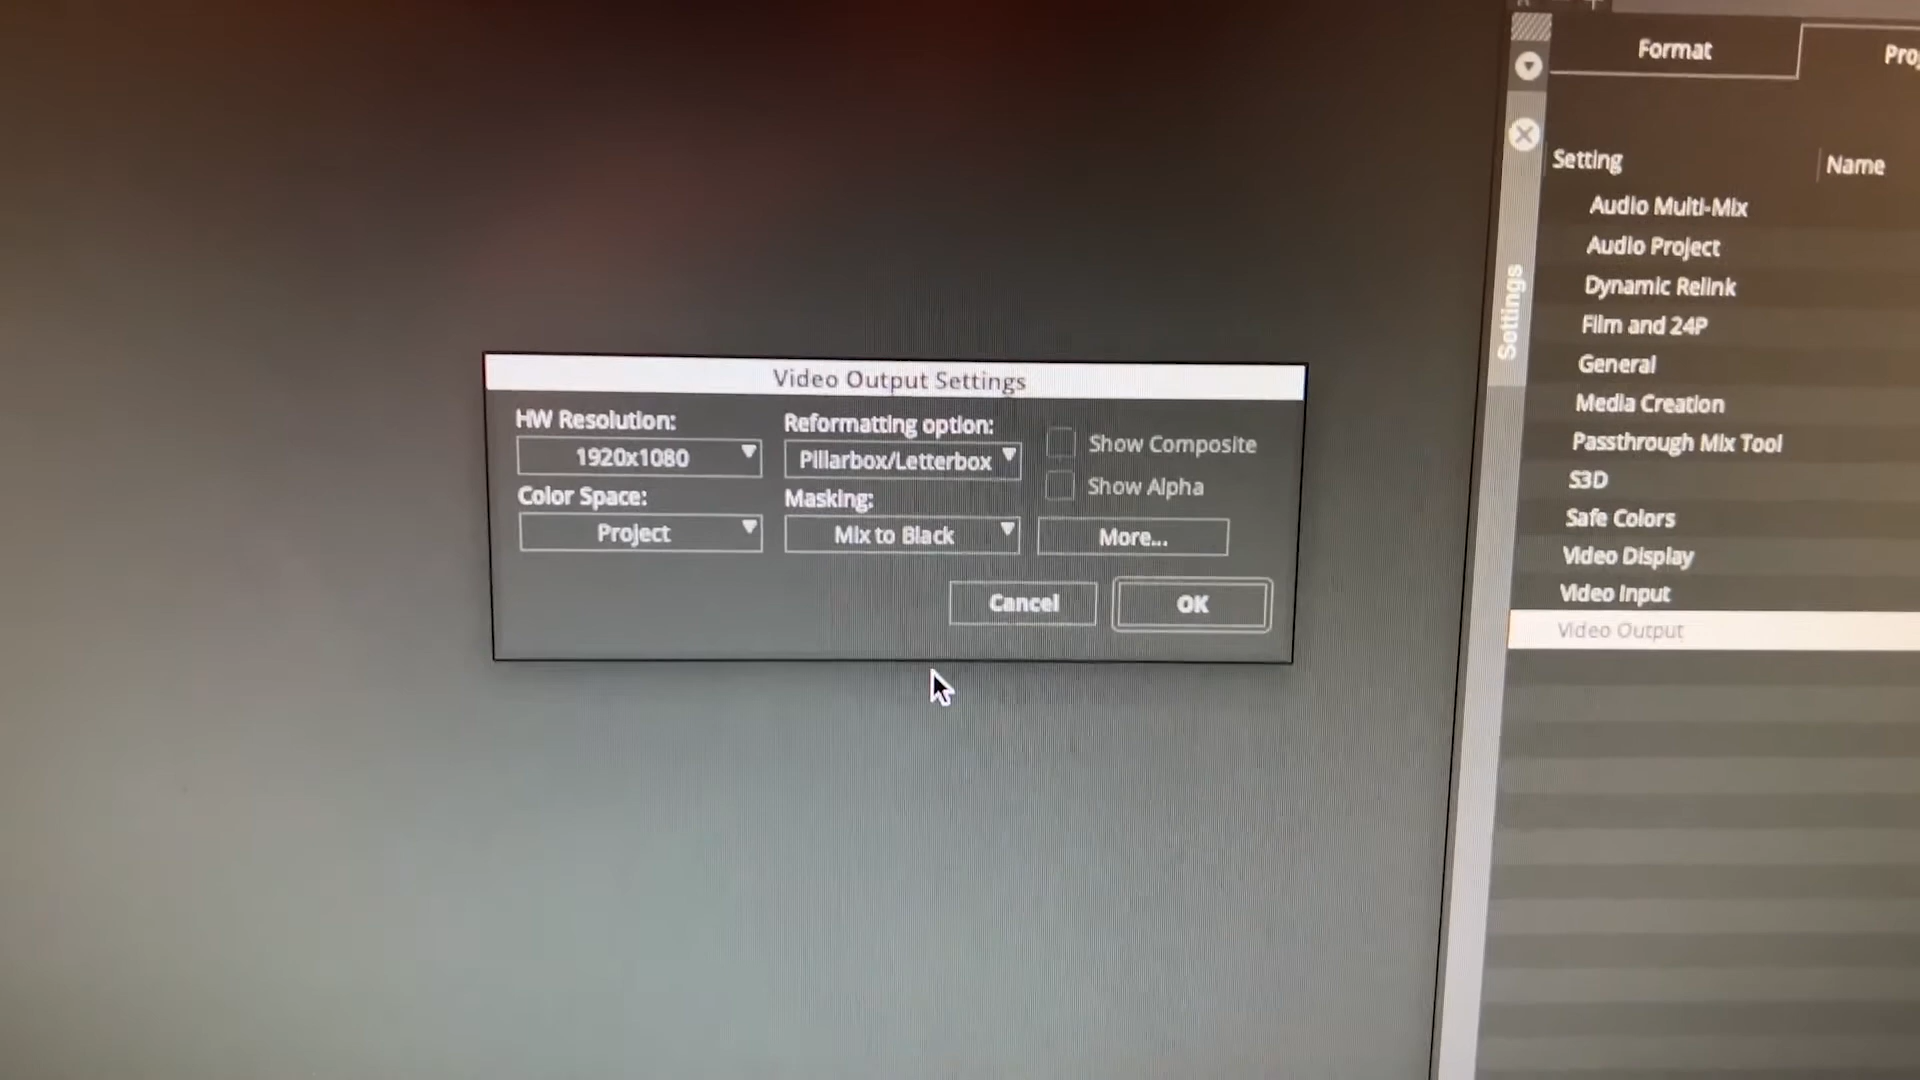 Video Output Settings
HW Resolution:
1920x1080
Color Space:
Project
Reformatting option:
Pillarbox/Letterbox
Masking:
Mix to Black
Show Composite
Show Alpha
More...
Cancel
OK
Settings
Format
Setting
Name
Audio Multi-Mix
Audio Project
Dynamic Relink
Film and 24P
General
Media Creation
Passthrough Mix Tool
S3D
Safe Colors
Video Display
Video Input
Video Output